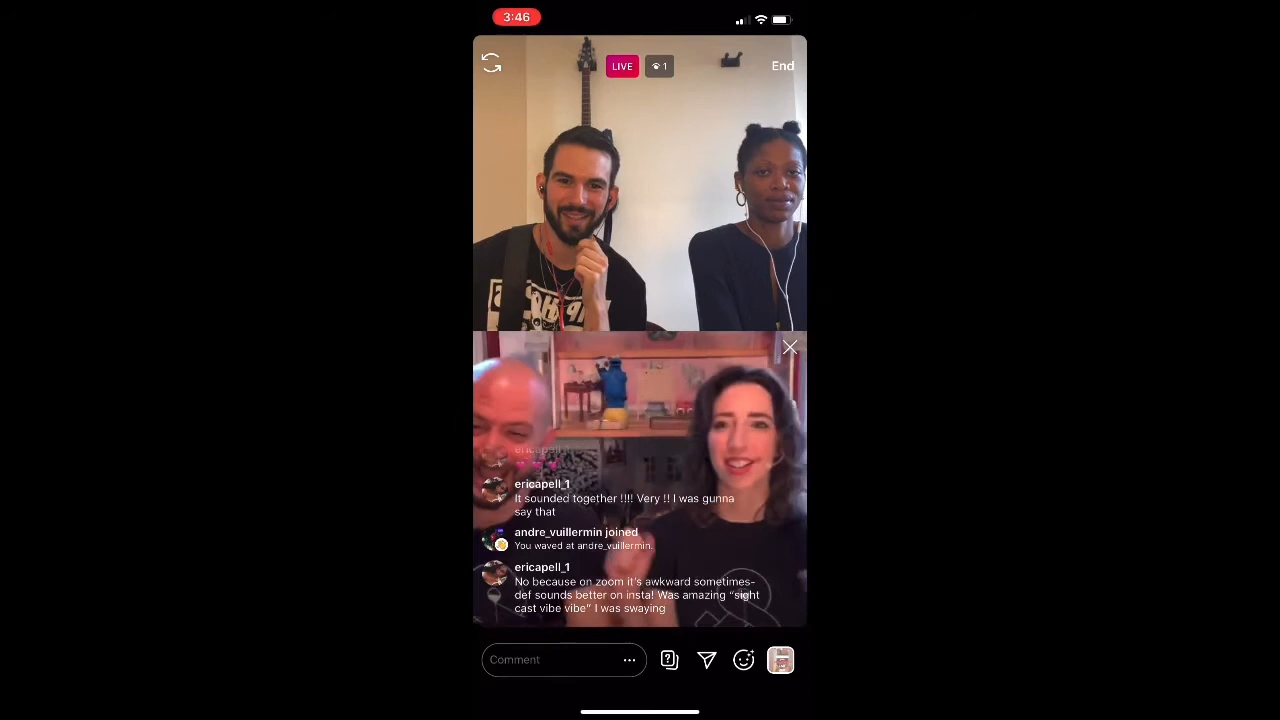 3:46
LIVE
1
End
ericapell_1
ericapell_1
It sounded together !!!! Very !! I was gunna
say that
andre_vuillermin joined
You waved at andre_vuillermin.
ericapell_1
No because on zoom it's awkward sometimes-
def sounds better on insta! Was amazing “sight
cast vibe vibe” I was swaying
Comment